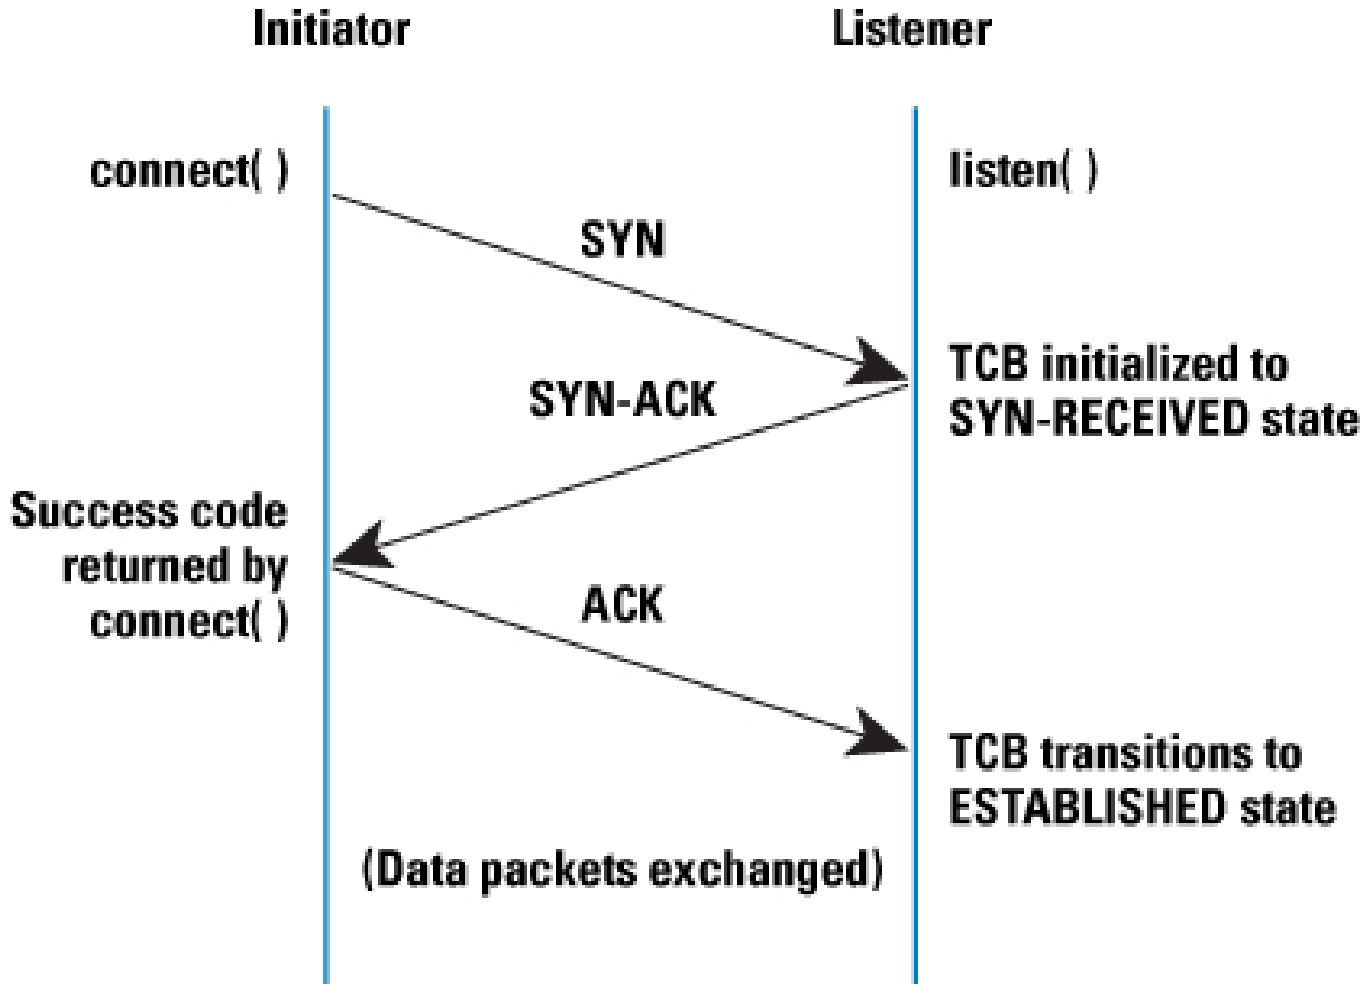 Initiator
Listener
connect( )
listen( )
SYN
TCB initialized to
SYN-RECEIVED state
SYN-ACK
Success code
returned by
connect( )
ACK
TCB transitions to
ESTABLISHED state
(Data packets exchanged)